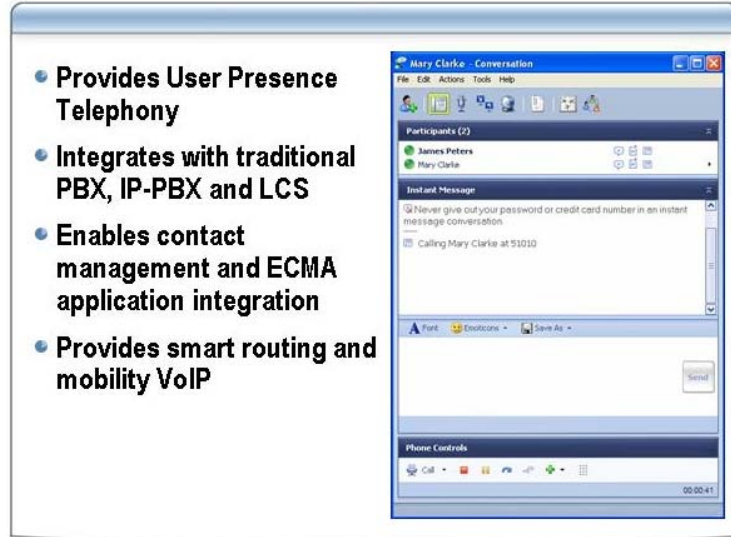 Provides User Presence
Telephony
Integrates with traditional
PBX, IP-PBX and LCS
Enables contact
management and ECMA
application integration
Provides smart routing and
mobility VoIP
Mary Clarke - Conversation
File Edit Actions Tools Help
Participants (2)
James Peters
Mary Clarke
Instant Message
Never give out your password or credit card number in an instant
message conversation
Calling Mary Clarke at 51010
A Font Emoticons Save As
Send
Phone Controls
Call
00:00:41